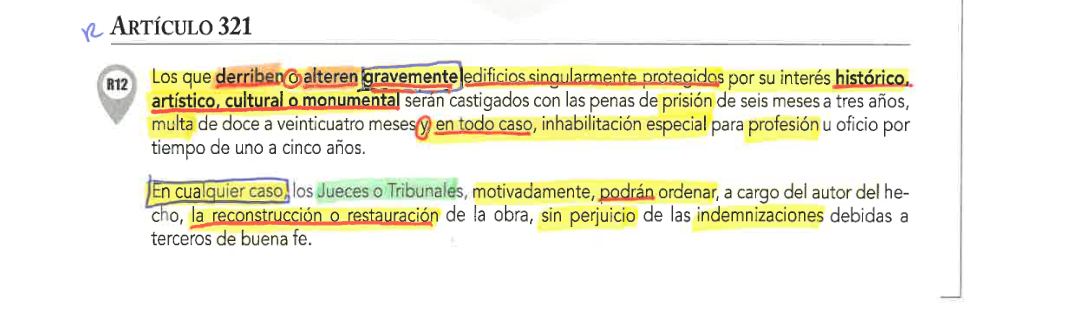 R ARTÍCULO 321
R12
Los que derriben o alteren gravemente edificios singularmente protegidos por su interés histórico,
artístico, cultural o monumental serán castigados con las penas de prisión de seis meses a tres años,
multa de doce a veinticuatro meses y en todo caso, inhabilitación especial para profesión u oficio por
tiempo de uno a cinco años.
En cualquier caso, los Jueces o Tribunales, motivadamente, podrán ordenar, a cargo del autor del he-
cho, la reconstrucción o restauración de la obra, sin perjuicio de las indemnizaciones debidas a
terceros de buena fe.